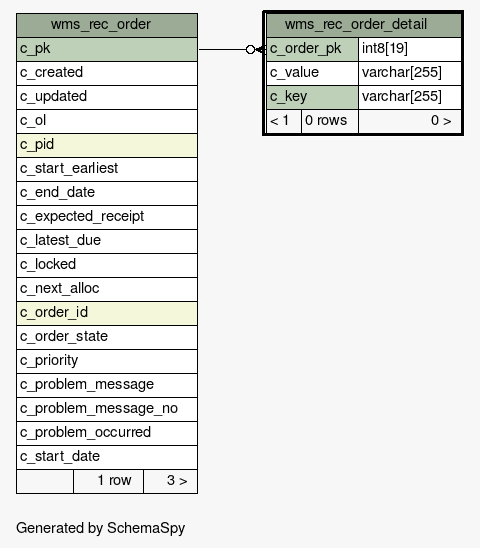 wms_rec_order
c_pk
c_created
c_updated
c_ol
c_pid
c_start_earliest
c_end_date
c_expected_receipt
c_latest_due
c_locked
c_next_alloc
c_order_id
c_order_state
c_priority
c_problem_message
c_problem_message_no
c_problem_occurred
c_start_date
1 row 3 >
wms_rec_order_detail
c_order_pk int8[19]
c_value varchar[255]
c_key varchar[255]
< 1 0 rows 0 >
Generated by SchemaSpy